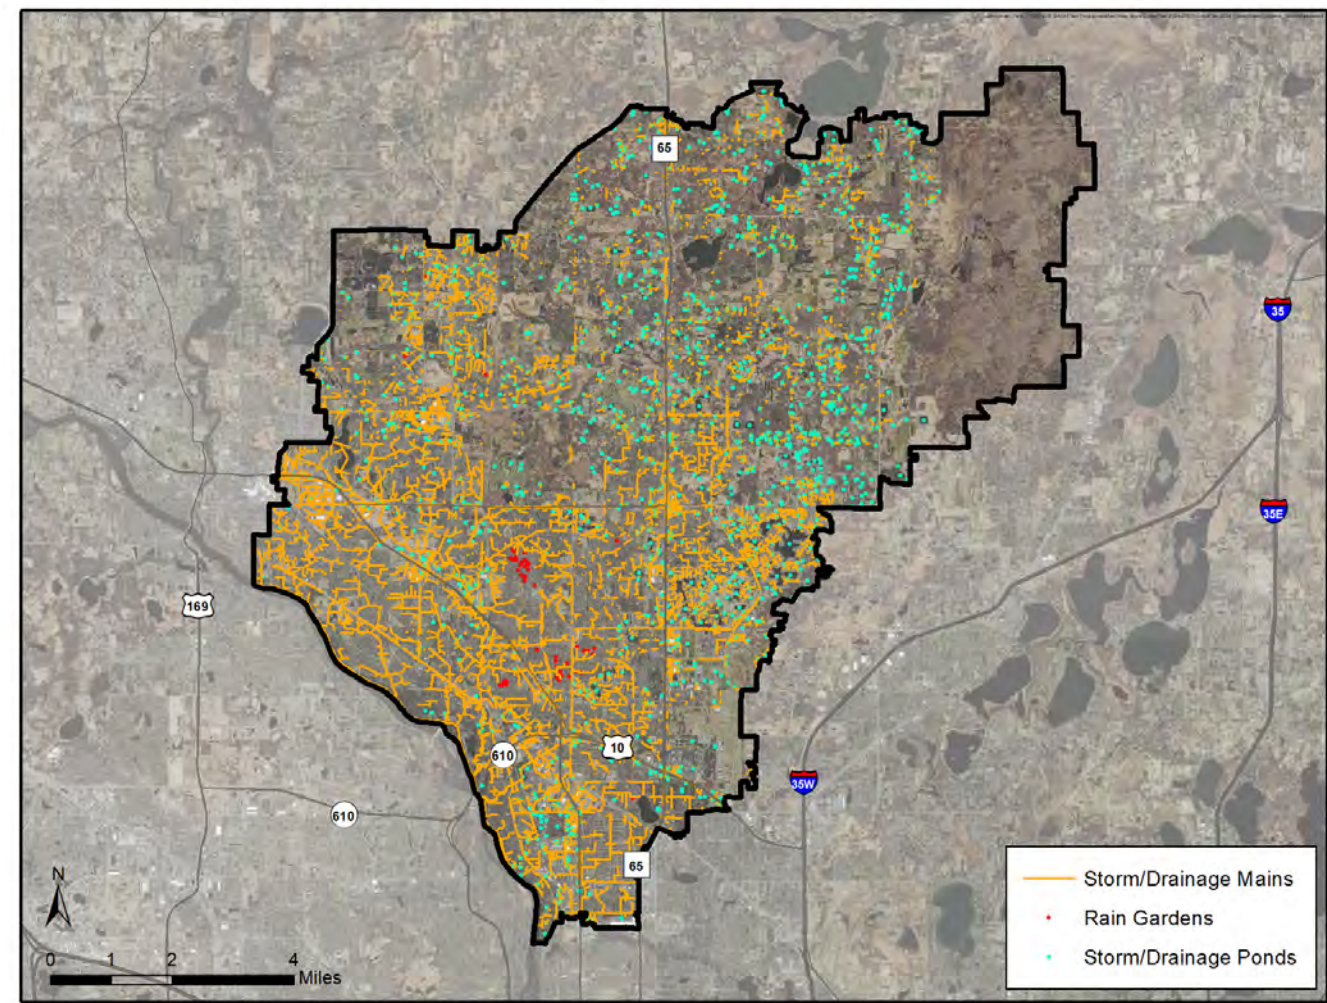 65
35
35E
169
10
610
35W
610
65
N
0 1 2 4
Miles
Storm/Drainage Mains
Rain Gardens
Storm/Drainage Ponds